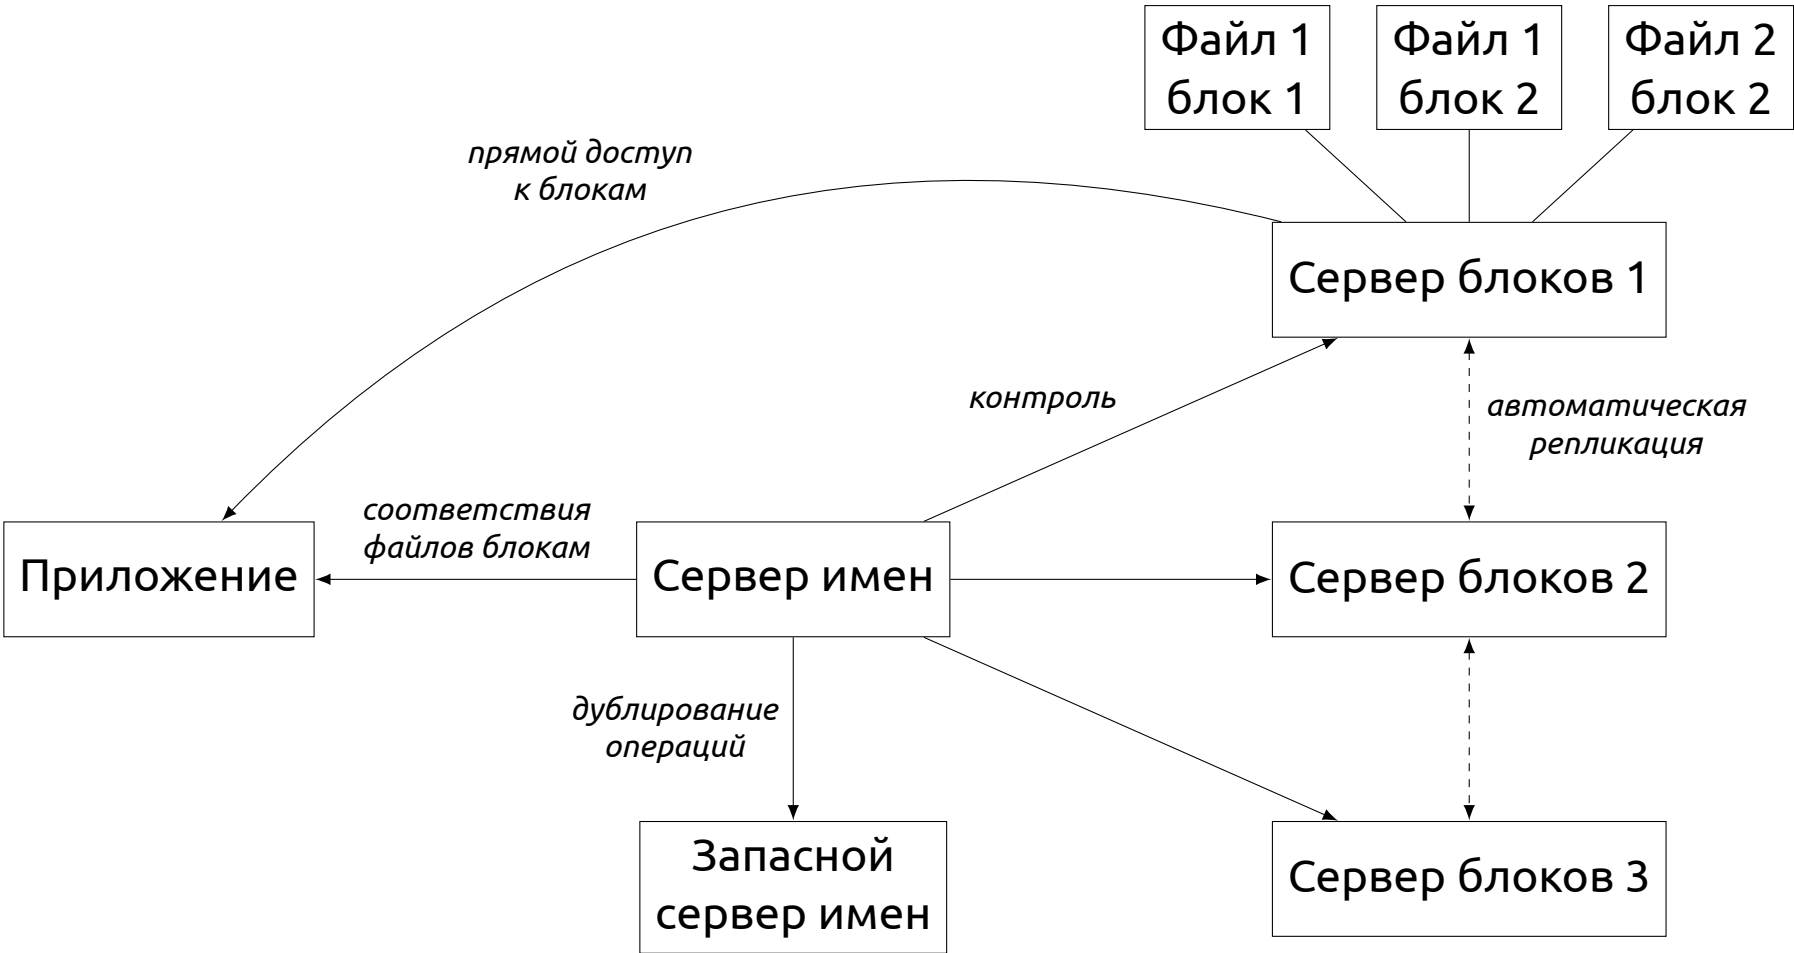 Файл 1
блок 1
Файл 1
блок 2
Файл 2
блок 2
прямой доступ
к блокам
Сервер блоков 1
контроль
автоматическая
репликация
соответствия
файлов блокам
Приложение
Сервер имен
Сервер блоков 2
дублирование
операций
Запасной
сервер имен
Сервер блоков 3